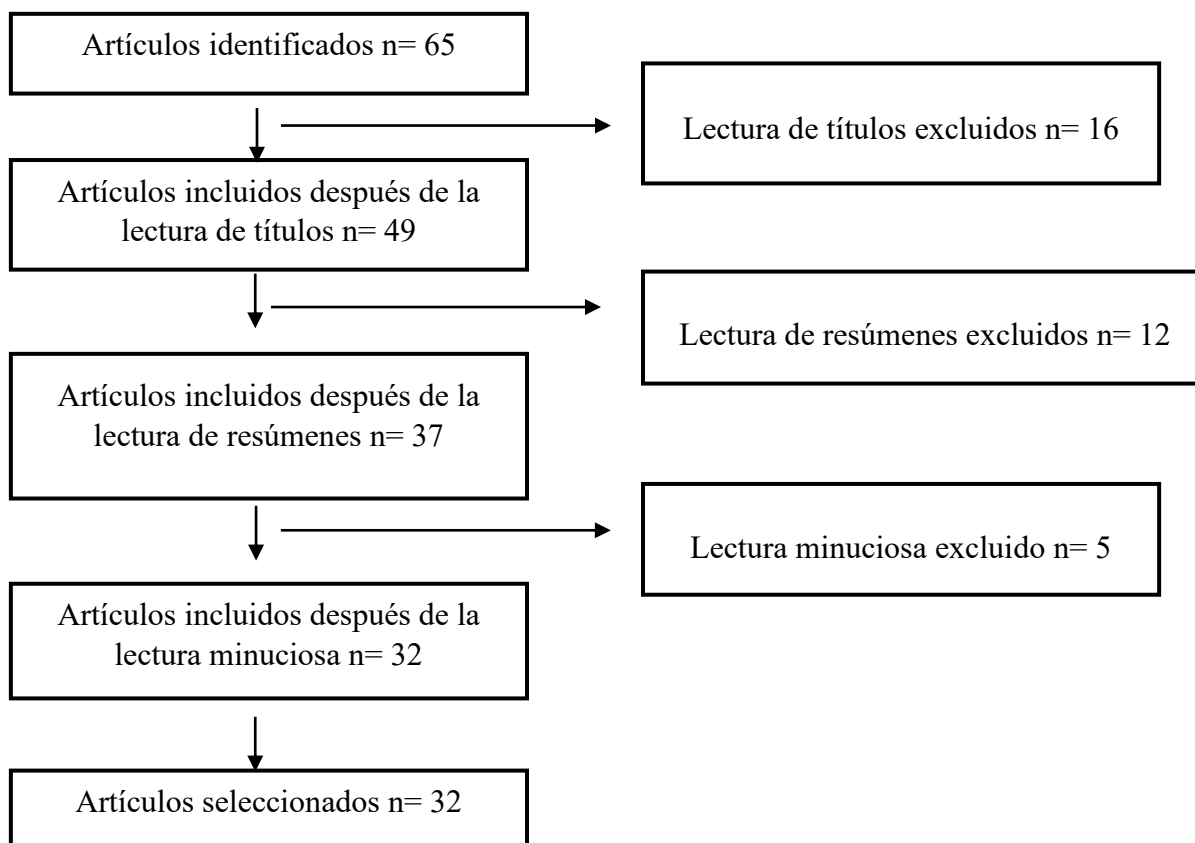 Artículos identificados n= 65
Lectura de títulos excluidos n= 16
Artículos incluidos después de la
lectura de títulos n= 49
Lectura de resúmenes excluidos n= 12
Artículos incluidos después de la
lectura de resúmenes n= 37
Lectura minuciosa excluido n= 5
Artículos incluidos después de la
lectura minuciosa n= 32
Artículos seleccionados n= 32